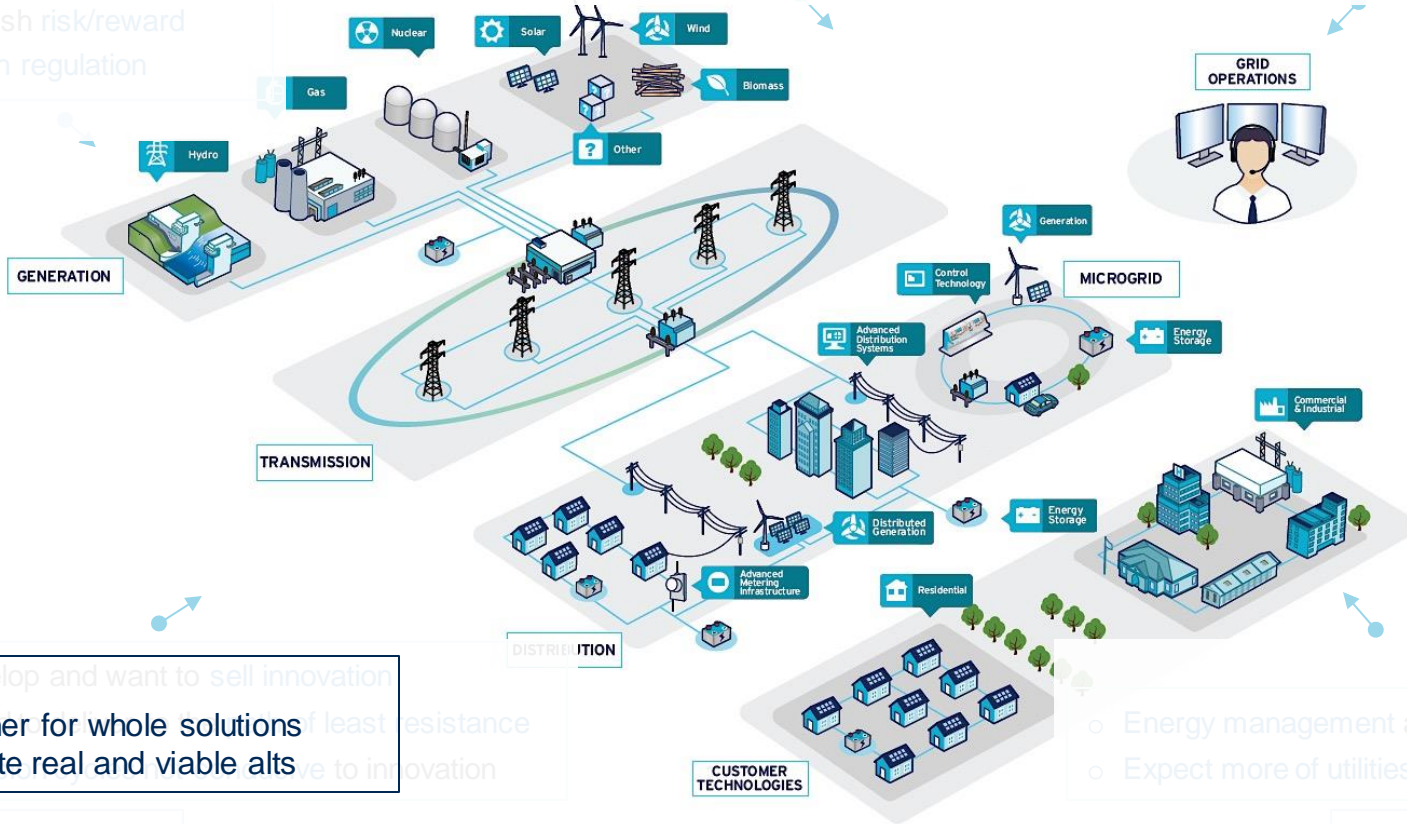 sh risk/reward
n regulation
Nuclear
Solar
Wind
Gas
Biomass
Hydro
Other
GRID
OPERATIONS
GENERATION
Generation
Control
Technology
MICROGRID
Advanced
Distribution
Systems
Energy
Storage
TRANSMISSION
Commercial
& Industrial
Energy
Storage
Distributed
Generation
Advanced
Metering
Infrastructure
Residential
DISTRIBUTION
lop and want to sell innovation
of least resistance
ner for whole solutions
te real and viable alts
to innovation
Energy management a
Expect more of utilities
CUSTOMER
TECHNOLOGIES